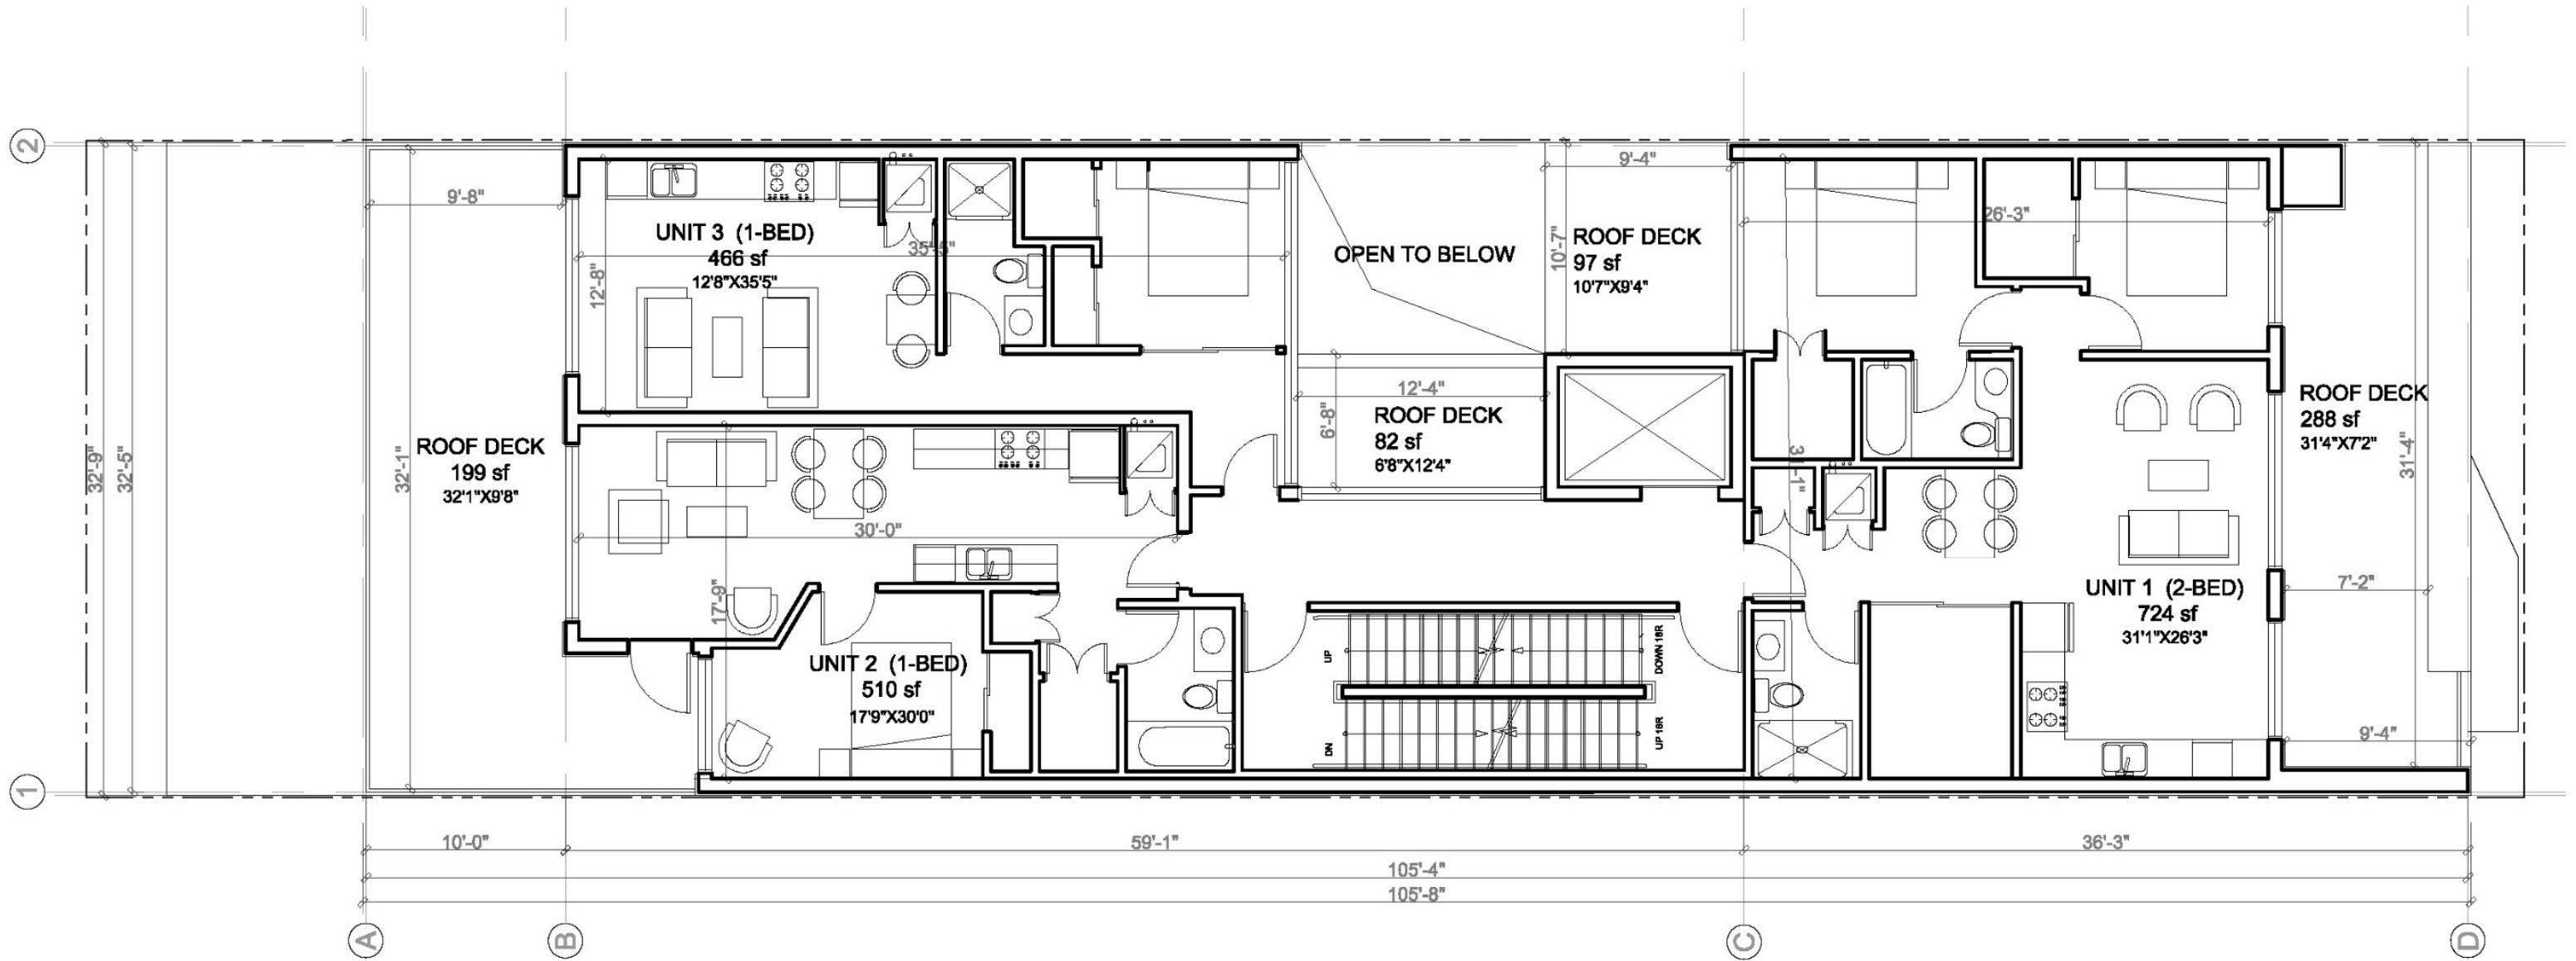 2
1
32'-9"
32'-5"
9'-8"
32'-1"
ROOF DECK
199 sf
32'1"X9'8"
UNIT 3 (1-BED)
466 sf
12'8"X35'5"
12'-8"
35'-5"
30'-0"
17'-9"
UNIT 2 (1-BED)
510 sf
17'9"X30'0"
OPEN TO BELOW
10'-7"
9'-4"
ROOF DECK
97 sf
10'7"X9'4"
12'-4"
6'-8"
ROOF DECK
82 sf
6'8"X12'4"
UP
DN
DOWN 18R
UP 18R
26'-3"
31'-1"
UNIT 1 (2-BED)
724 sf
31'1"X26'3"
ROOF DECK
288 sf
31'4"X7'2"
31'-4"
7'-2"
9'-4"
10'-0"
59'-1"
36'-3"
105'-4"
105'-8"
A
B
C
D